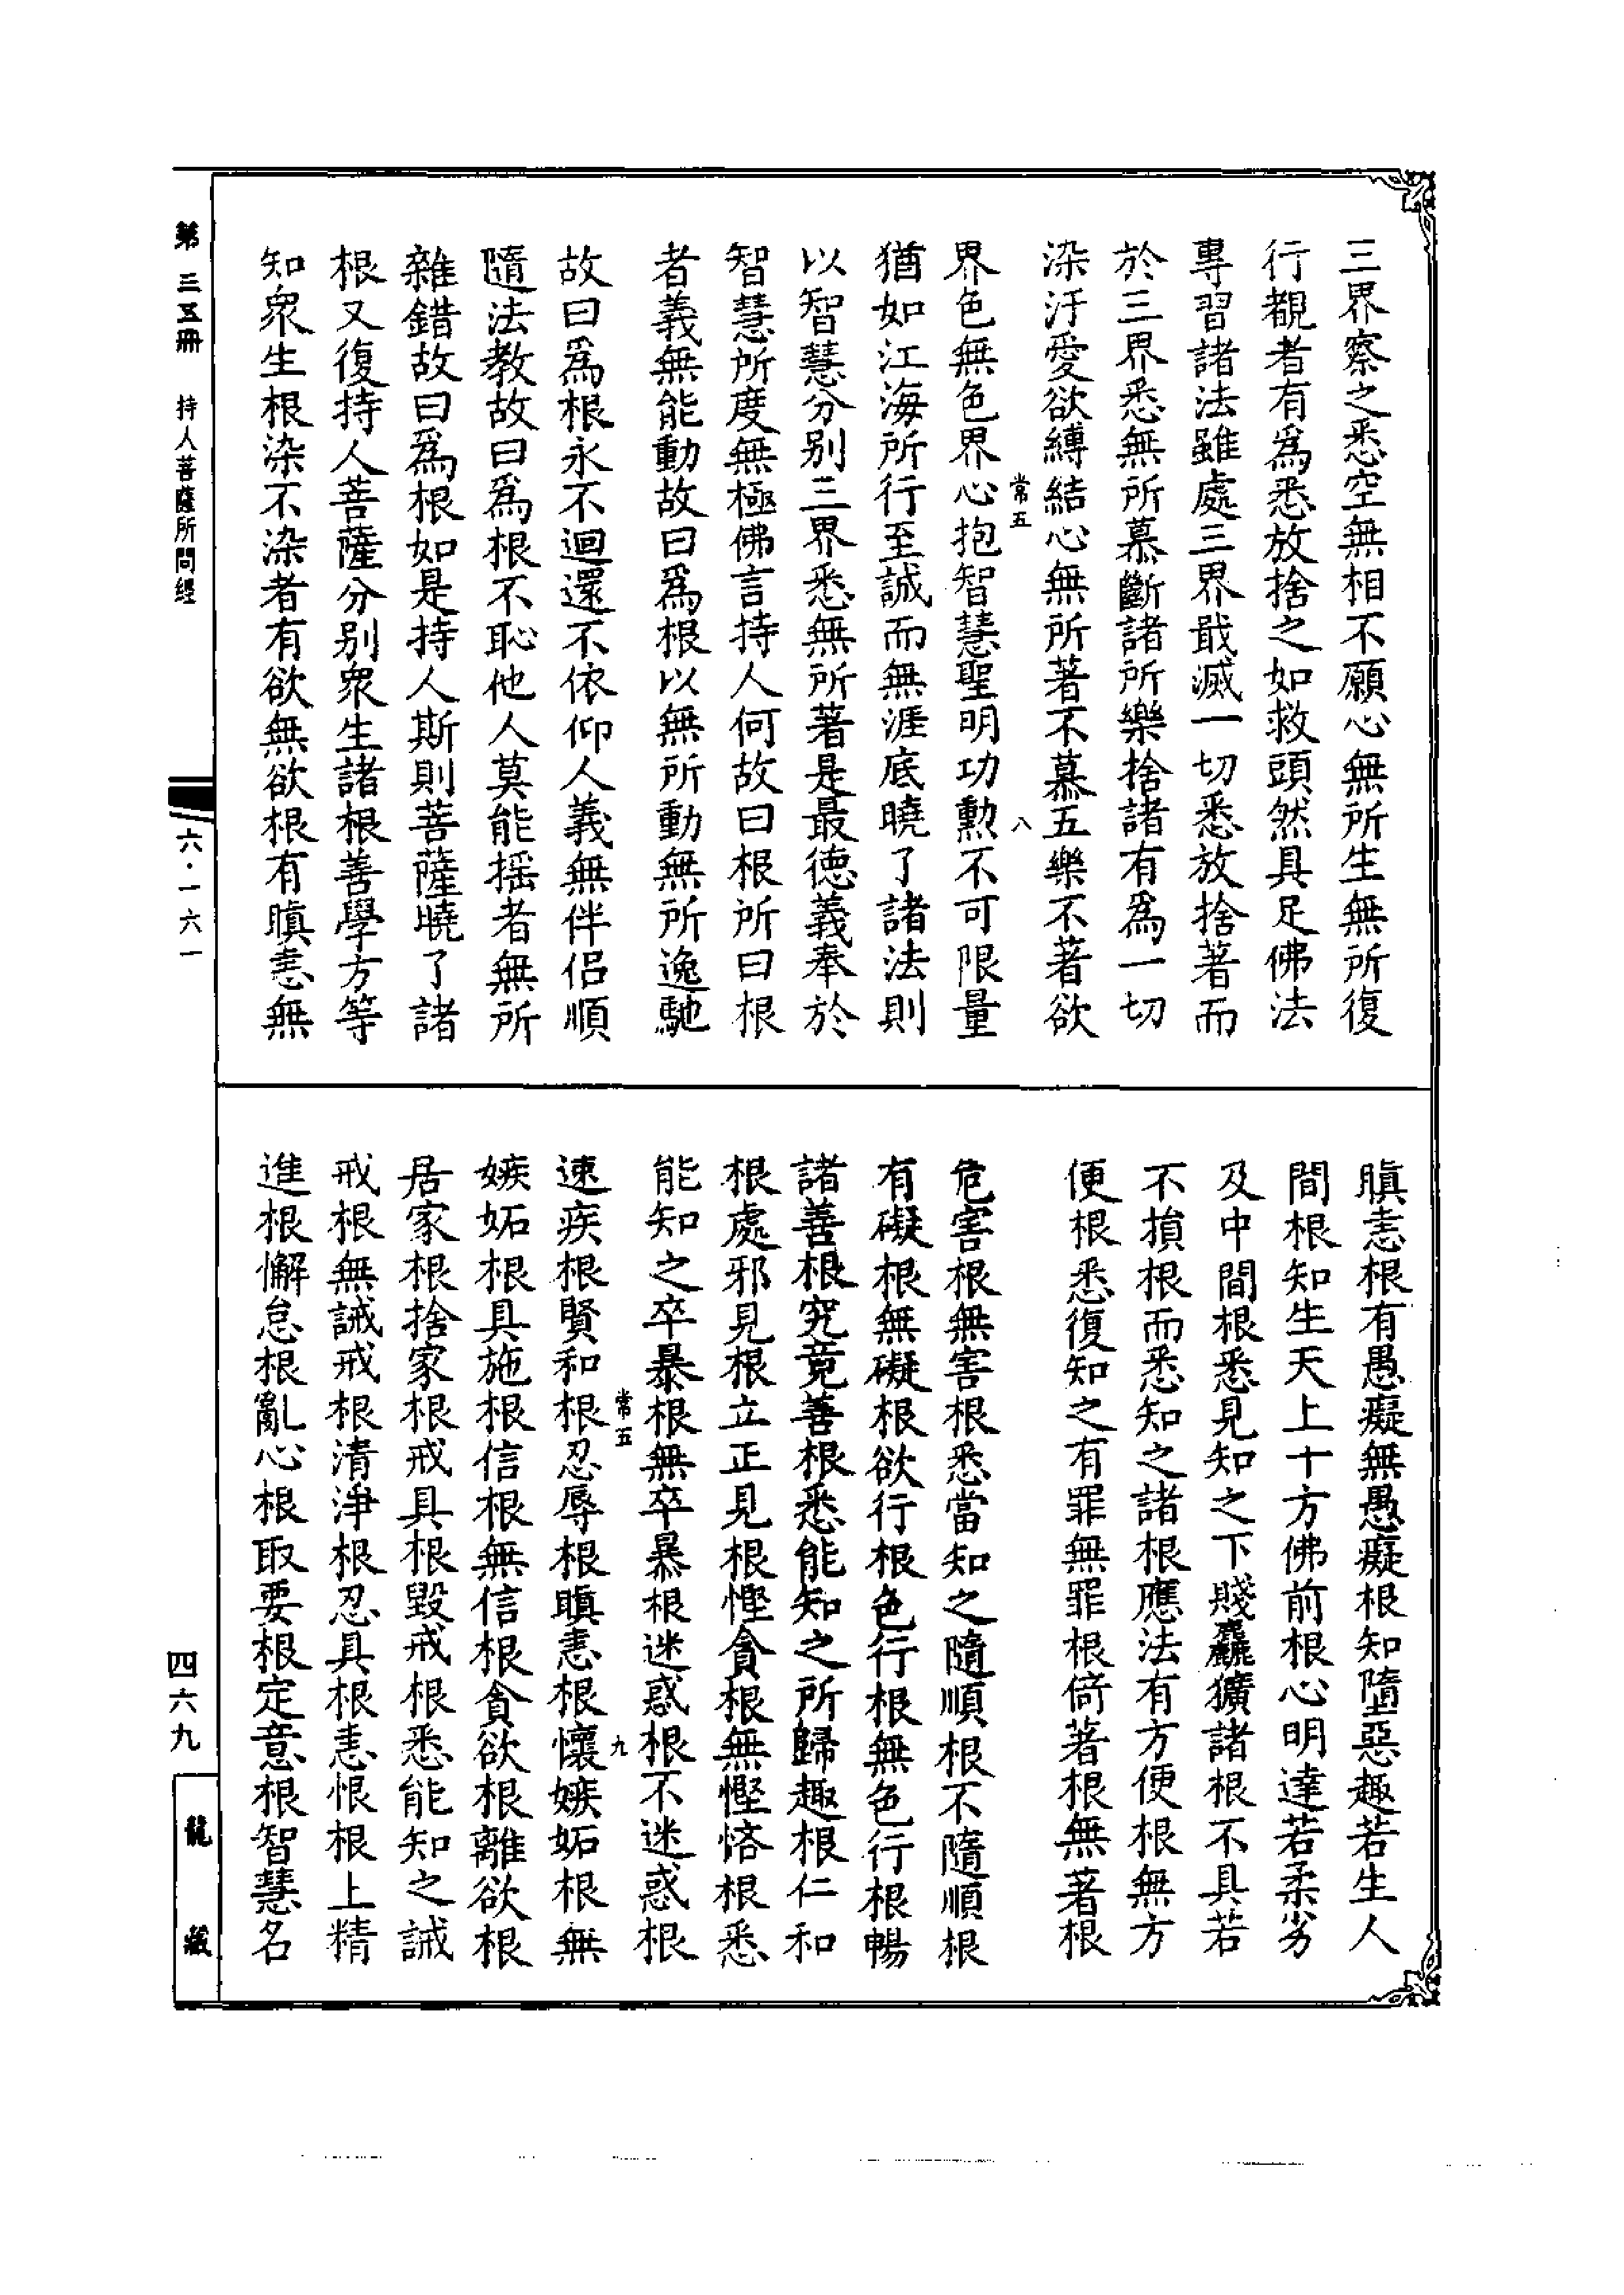 三界察之悉空無相不願心無所生無所復
行觀者有爲悉放捨之如救頭然具足佛法
專習諸法雖處三界戢滅一切悉放捨著而
於三界悉無所慕斷諸所樂捨諸有爲一切
染汙愛欲縛結心無所著不慕五樂不著欲
常五
八
界色無色界心抱智慧聖明功勲不可限量
猶如江海所行至誠而無涯底曉了諸法則
以智慧分別三界悉無所著是最德義奉於
智慧所度無極佛言持人何故曰根所曰根
者義無能動故曰爲根以無所動無所逸馳
故曰爲根永不迴還不依仰人義無伴侶順
隨法教故曰爲根不恥他人莫能揺者無所
雜錯故曰爲根如是持人斯則菩薩曉了諸
根又復持人菩薩分別衆生諸根善學方等
知衆生根染不染者有欲無欲根有瞋恚無
瞋恚根有愚癡無愚癡根知墮惡趣若生人
間根知生天上十方佛前根心明達若柔劣
及中間根悉見知之下賤麤獷諸根不具若
不損根而悉知之諸根應法有方便根無方
便根悉復知之有罪無罪根倚著根無著根
危害根無害根悉當知之隨順根不隨順根
有礙根無礙根欲行根色行根無色行根暢
諸善根究竟善根悉能知之所歸趣根仁和
根處邪見根立正見根慳貪根無慳悋根悉
能知之卒暴根無卒暴根迷惑根不迷惑根
常五
九
速疾根賢和根忍辱根瞋恚根懷嫉妬根無
嫉妬根具施根信根無信根貪欲根離欲根
居家根捨家根戒具根毀戒根悉能知之誡
戒根無誡戒根清淨根忍具根恚恨根上精
進根懈怠根亂心根取要根定意根智慧名
第三五冊 持人菩薩所問經
六·一六一
四六九
龍藏